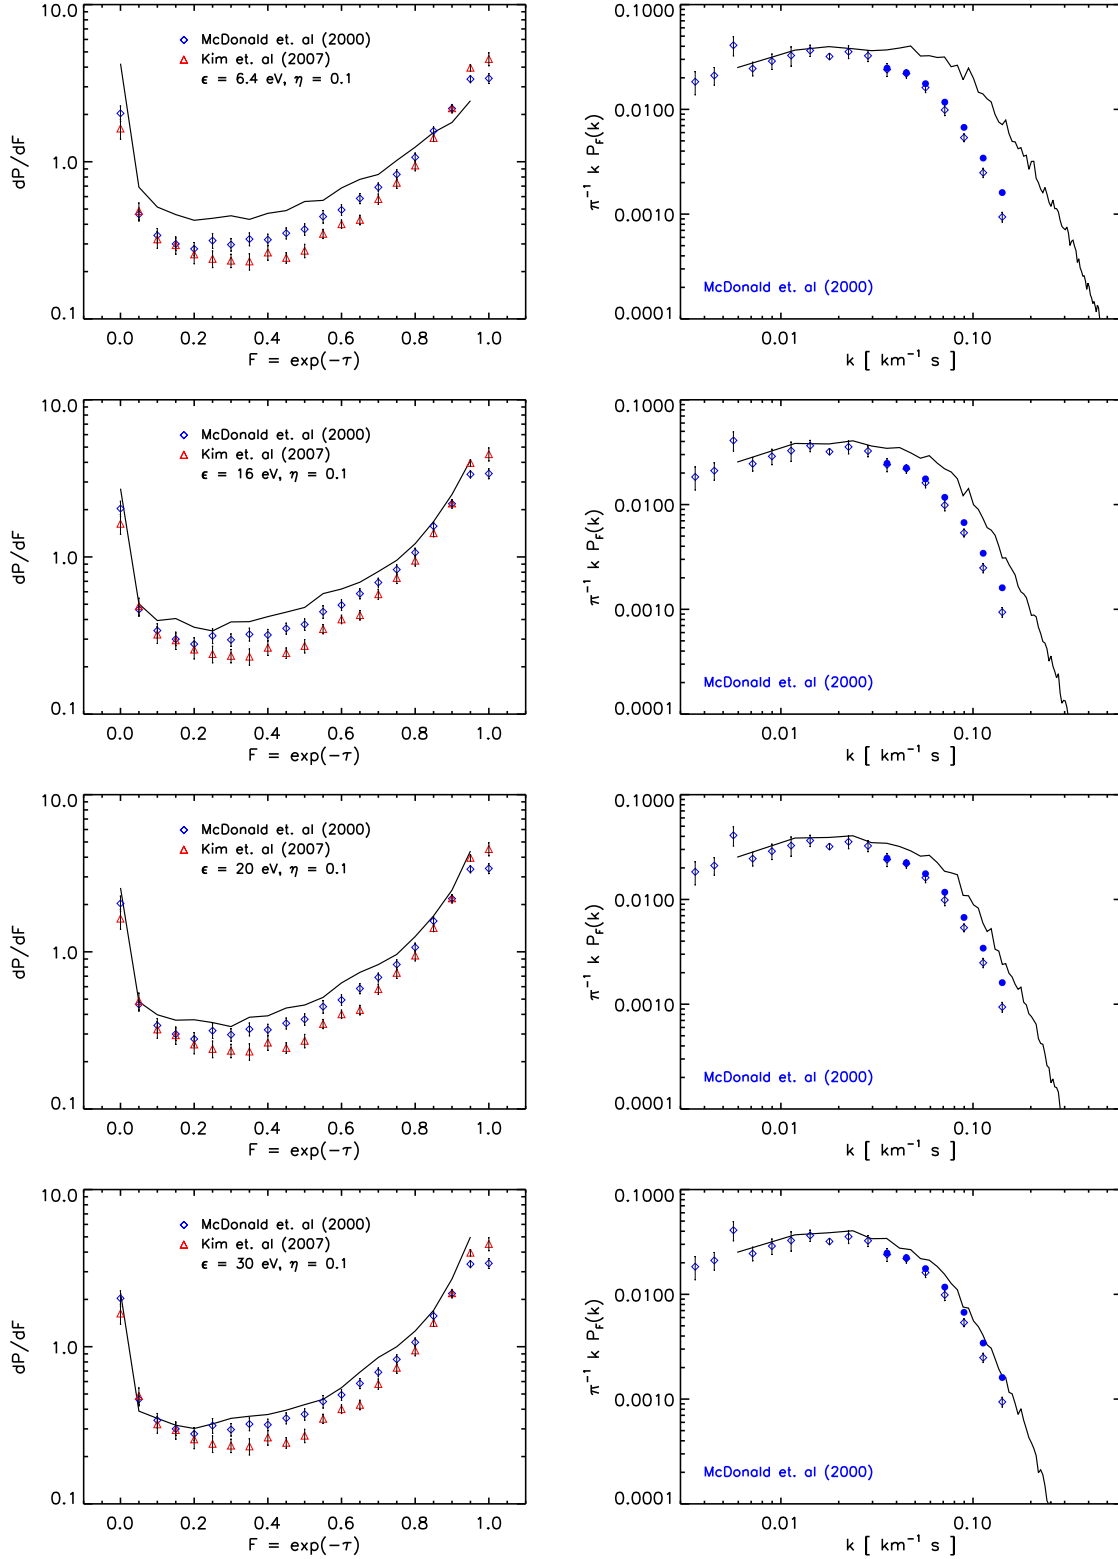 10.0
1.0
0.1
dP/dF
McDonald et. al (2000)
Kim et. al (2007)
ϵ = 6.4 eV, η = 0.1
0.0 0.2 0.4 0.6 0.8 1.0
F = exp(−τ)
0.1000
0.0100
0.0010
0.0001
π⁻¹ k P_F(k)
McDonald et. al (2000)
0.01 0.10
k [ km⁻¹ s ]
10.0
1.0
0.1
dP/dF
McDonald et. al (2000)
Kim et. al (2007)
ϵ = 16 eV, η = 0.1
0.0 0.2 0.4 0.6 0.8 1.0
F = exp(−τ)
0.1000
0.0100
0.0010
0.0001
π⁻¹ k P_F(k)
McDonald et. al (2000)
0.01 0.10
k [ km⁻¹ s ]
10.0
1.0
0.1
dP/dF
McDonald et. al (2000)
Kim et. al (2007)
ϵ = 20 eV, η = 0.1
0.0 0.2 0.4 0.6 0.8 1.0
F = exp(−τ)
0.1000
0.0100
0.0010
0.0001
π⁻¹ k P_F(k)
McDonald et. al (2000)
0.01 0.10
k [ km⁻¹ s ]
10.0
1.0
0.1
dP/dF
McDonald et. al (2000)
Kim et. al (2007)
ϵ = 30 eV, η = 0.1
0.0 0.2 0.4 0.6 0.8 1.0
F = exp(−τ)
0.1000
0.0100
0.0010
0.0001
π⁻¹ k P_F(k)
McDonald et. al (2000)
0.01 0.10
k [ km⁻¹ s ]